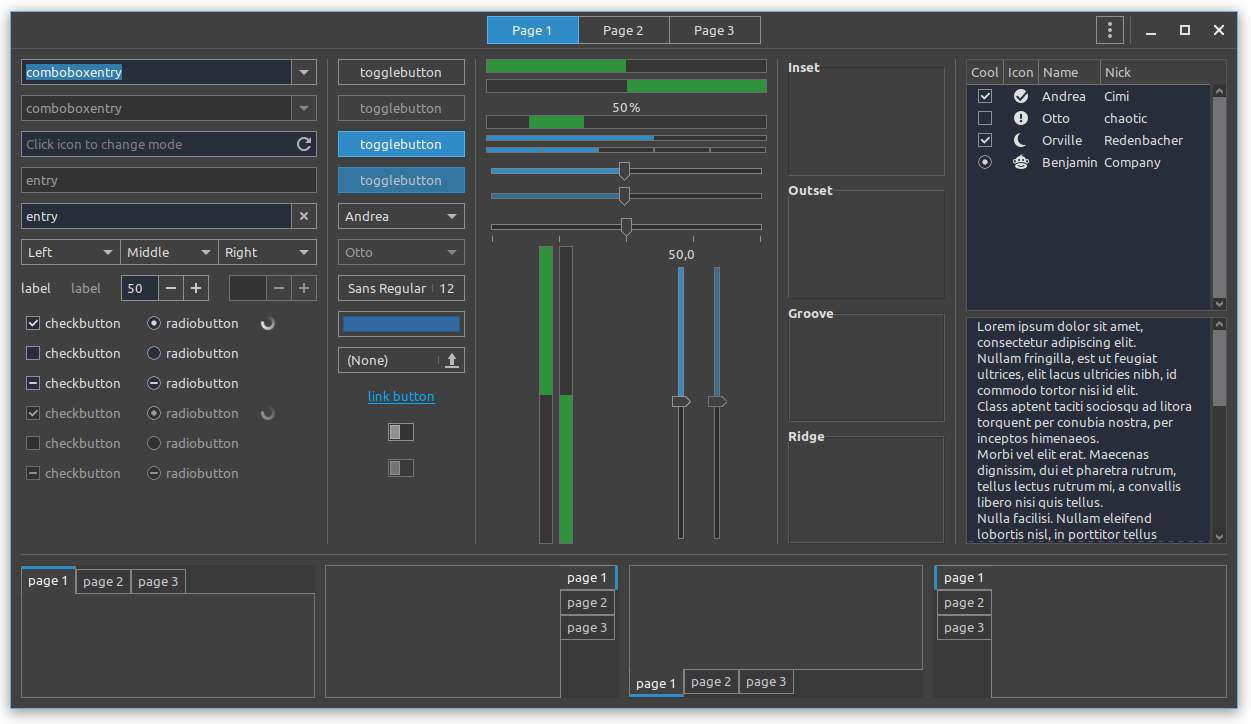 Page 1 Page 2 Page 3
comboboxentry
comboboxentry
Click icon to change mode
entry
entry
Left Middle Right
label label 50
checkbutton radiobutton
checkbutton radiobutton
checkbutton radiobutton
checkbutton radiobutton
checkbutton radiobutton
checkbutton radiobutton
togglebutton
togglebutton
togglebutton
togglebutton
Andrea
Otto
Sans Regular 12
(None)
link button
50 %
50,0
Inset
Outset
Groove
Ridge
Cool Icon Name Nick
Andrea Cimi
Otto chaotic
Orville Redenbacher
Benjamin Company
Lorem ipsum dolor sit amet,
consectetur adipiscing elit.
Nullam fringilla, est ut feugiat
ultrices, elit lacus ultricies nibh, id
commodo tortor nisi id elit.
Class aptent taciti sociosqu ad litora
torquent per conubia nostra, per
inceptos himenaeos.
Morbi vel elit erat. Maecenas
dignissim, dui et pharetra rutrum,
tellus lectus rutrum mi, a convallis
libero nisi quis tellus.
Nulla facilisi. Nullam eleifend
lobortis nisl, in porttitor tellus
page 1 page 2 page 3
page 1
page 2
page 3
page 1 page 2 page 3
page 1
page 2
page 3